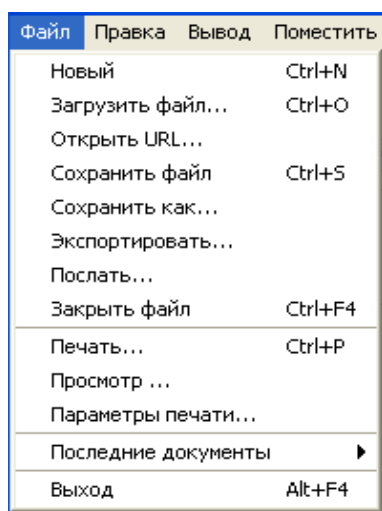 Файл Правка Вывод Поместить
Новый Ctrl+N
Загрузить файл... Ctrl+O
Открыть URL...
Сохранить файл Ctrl+S
Сохранить как...
Экспортировать...
Послать...
Закрыть файл Ctrl+F4
Печать... Ctrl+P
Просмотр ...
Параметры печати...
Последние документы
Выход Alt+F4